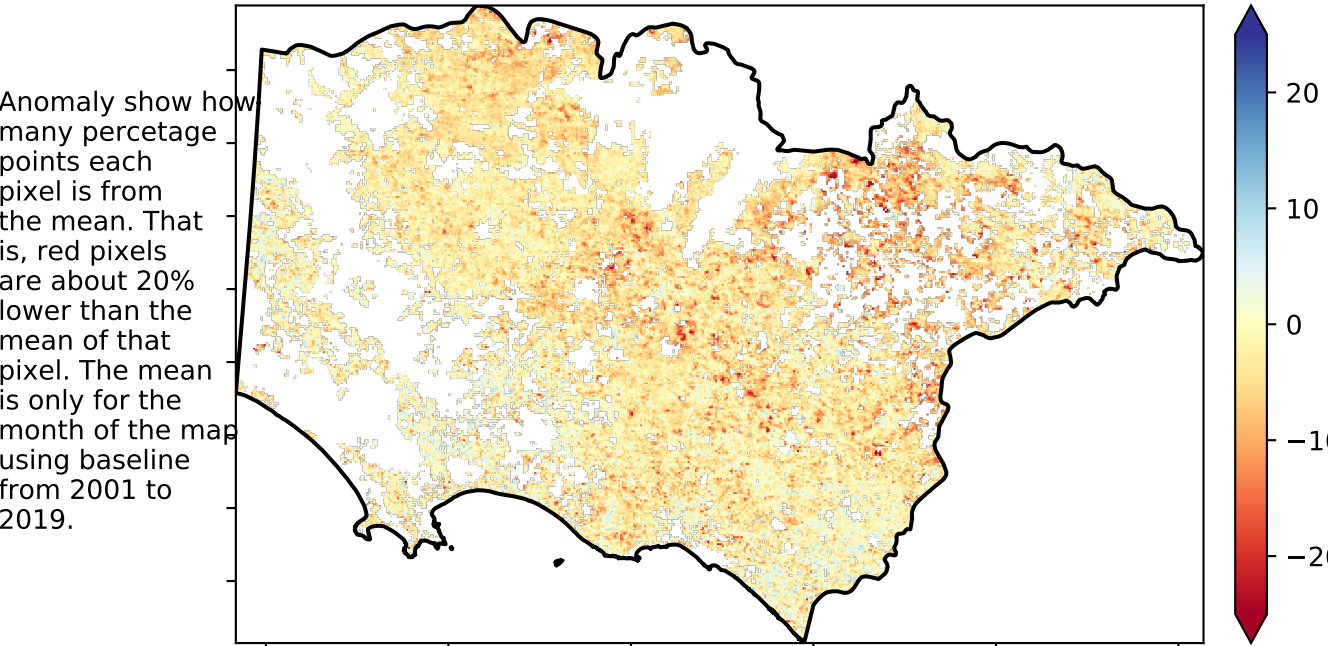 Anomaly show how
many percetage
points each
pixel is from
the mean. That
is, red pixels
are about 20%
lower than the
mean of that
pixel. The mean
is only for the
month of the map
using baseline
from 2001 to
2019.
20
10
0
−10
−20